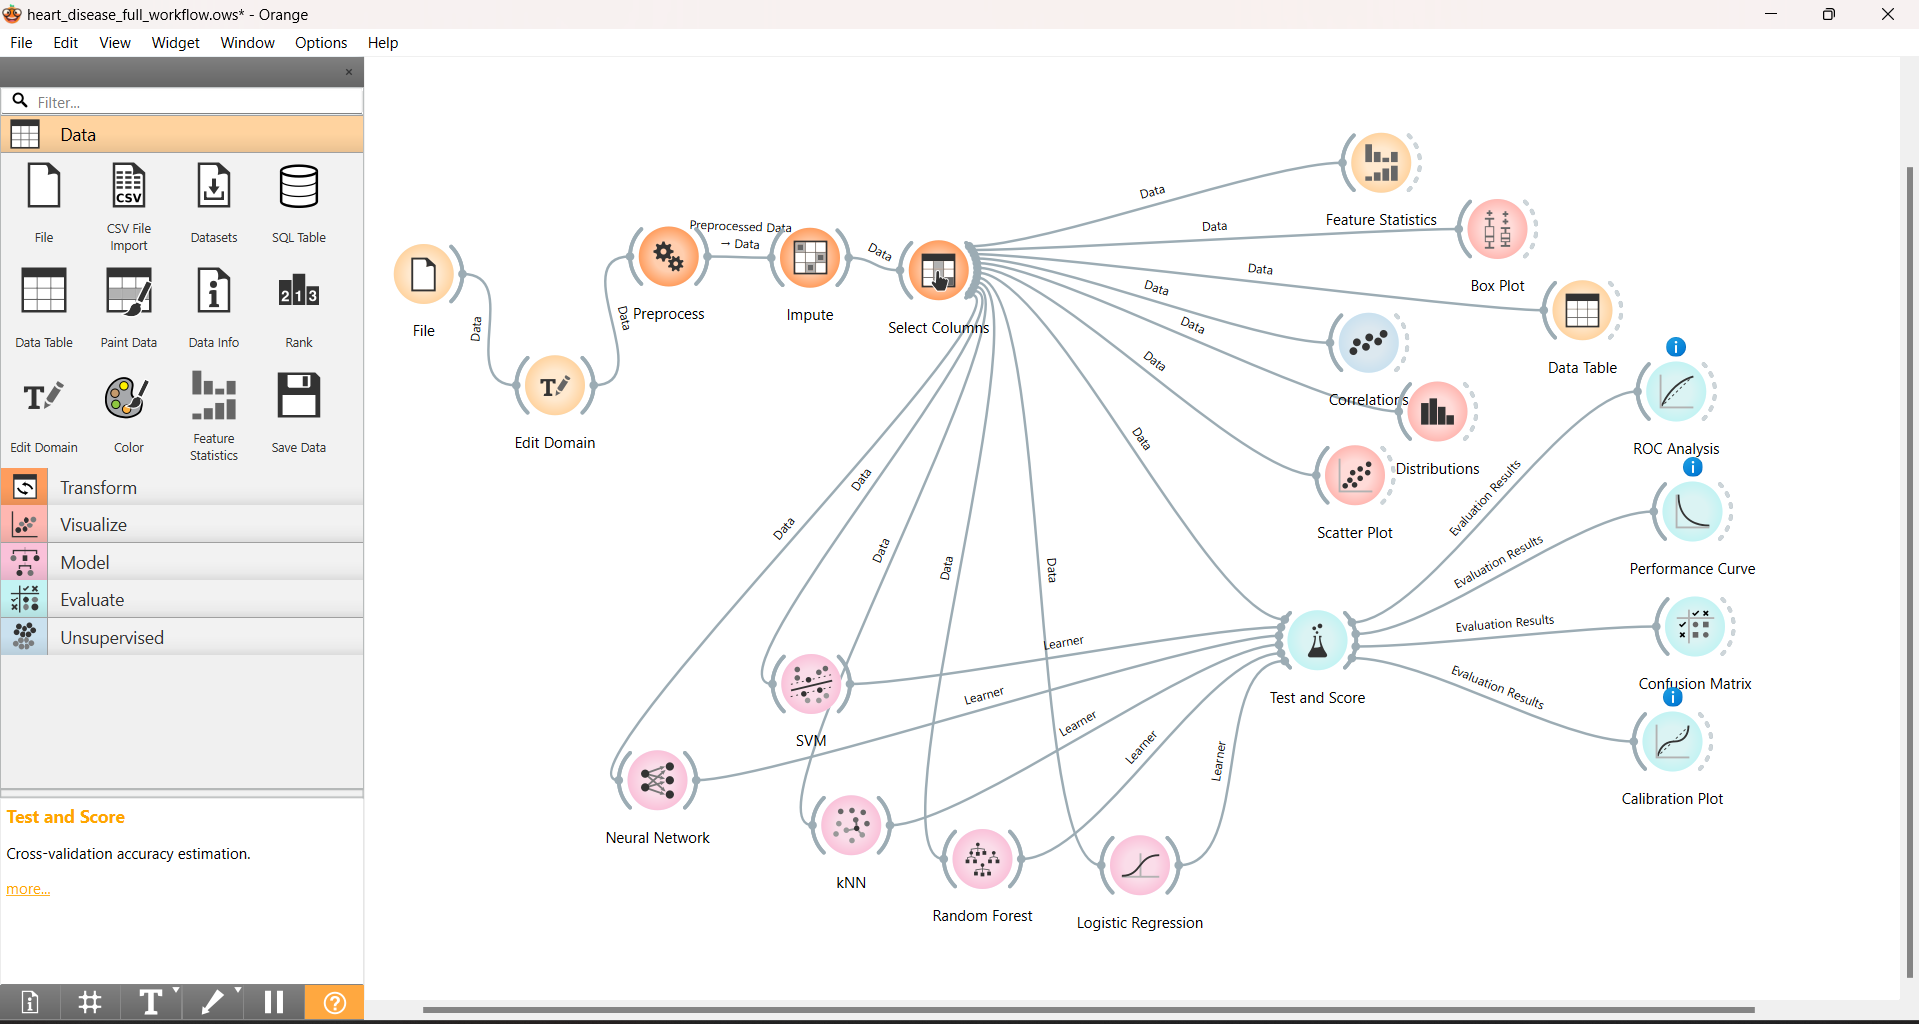 heart_disease_full_workflow.ows* - Orange
File Edit View Widget Window Options Help
Filter...
Data
File
CSV File
Import
Datasets
SQL Table
Data Table
Paint Data
Data Info
Rank
Edit Domain
Color
Feature
Statistics
Save Data
Transform
Visualize
Model
Evaluate
Unsupervised
Test and Score
Cross-validation accuracy estimation.
more...
File
Data
Edit Domain
Data
Preprocess
Preprocessed Data
→ Data
Impute
Data
Select Columns
Data
Feature Statistics
Data
Box Plot
Data
Data Table
Data
Correlations
Data
Distributions
Data
Scatter Plot
Data
Data
Data
Data
Data
Data
SVM
Neural Network
kNN
Random Forest
Logistic Regression
Learner
Learner
Learner
Learner
Learner
Test and Score
Evaluation Results
ROC Analysis
Evaluation Results
Performance Curve
Evaluation Results
Confusion Matrix
Evaluation Results
Calibration Plot